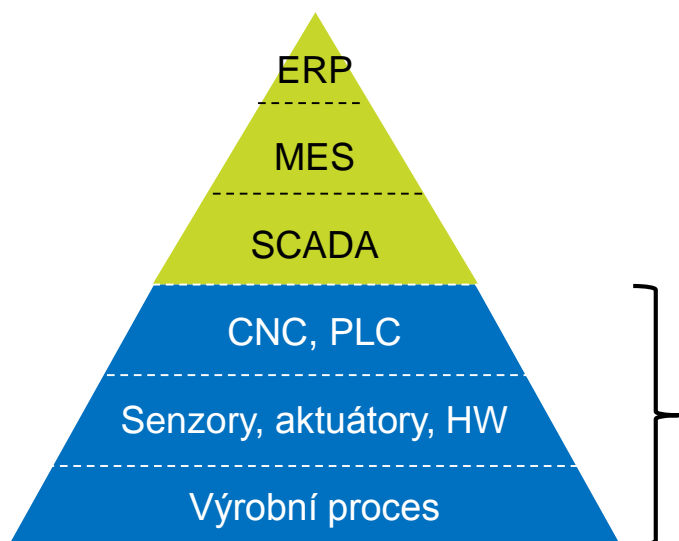 ERP
MES
SCADA
CNC, PLC
Senzory, aktuátory, HW
Výrobní proces